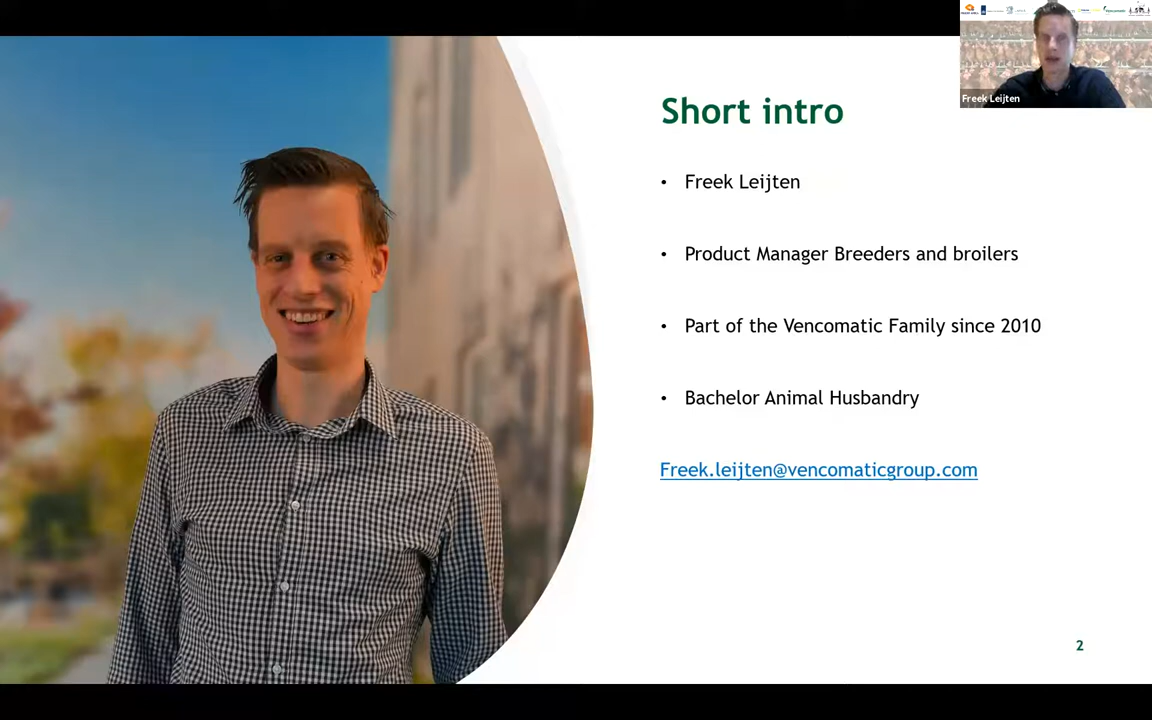 Short intro
• Freek Leijten
• Product Manager Breeders and broilers
• Part of the Vencomatic Family since 2010
• Bachelor Animal Husbandry
Freek.leijten@vencomaticgroup.com
2
Freek Leijten